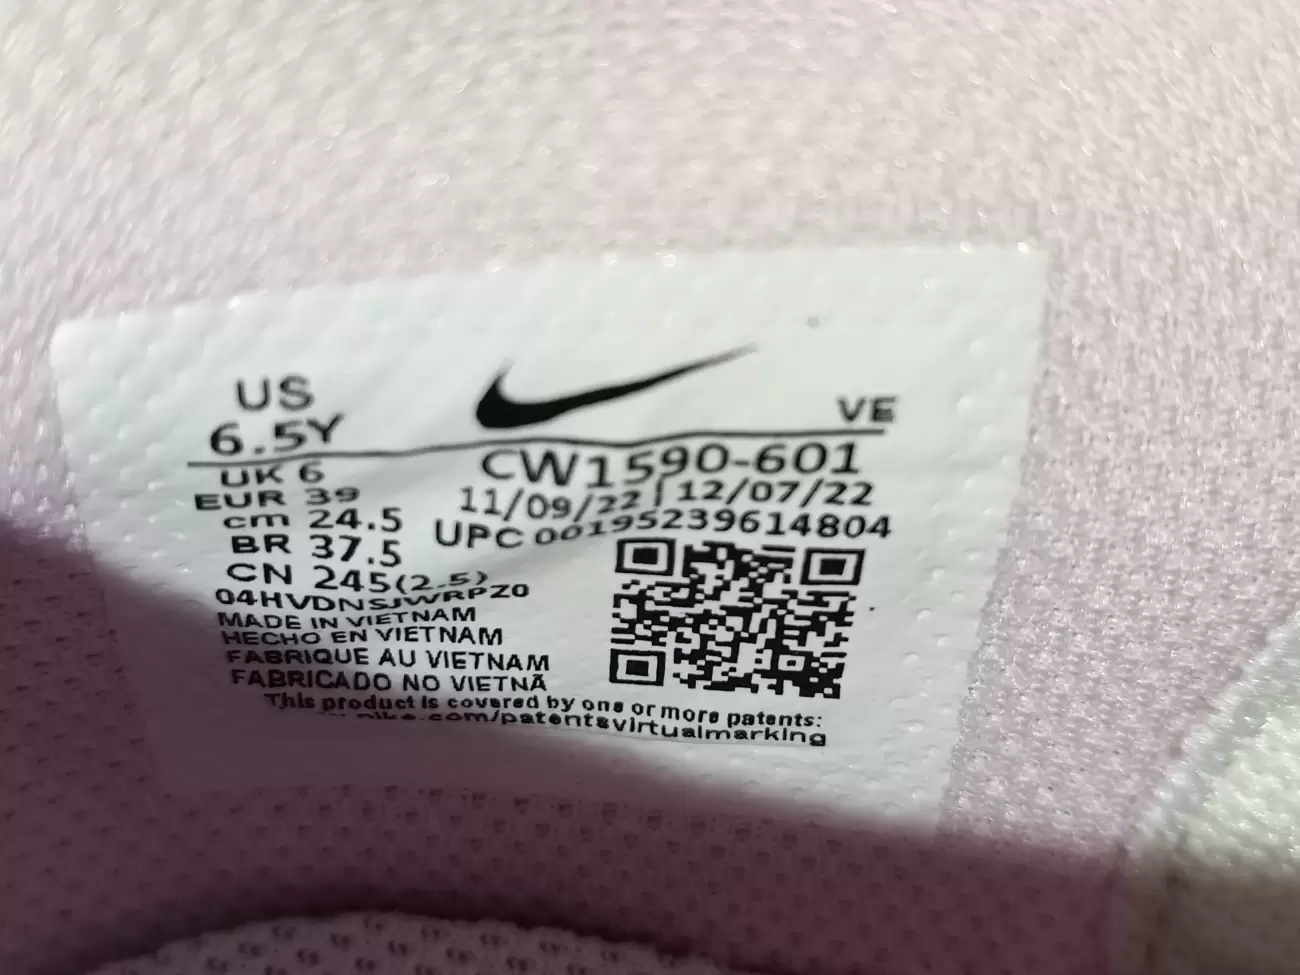 US
6.5Y
VE
UK 6
EUR 39
cm 24.5
BR 37.5
CN 245(2.5)
CW1590-601
11/09/22 | 12/07/22
UPC 00195239614804
04HVDNSJWRPZ0
MADE IN VIETNAM
HECHO EN VIETNAM
FABRIQUE AU VIETNAM
FABRICADO NO VIETNÃ
This product is covered by one or more patents:
nike.com/patentsvirtualmarking